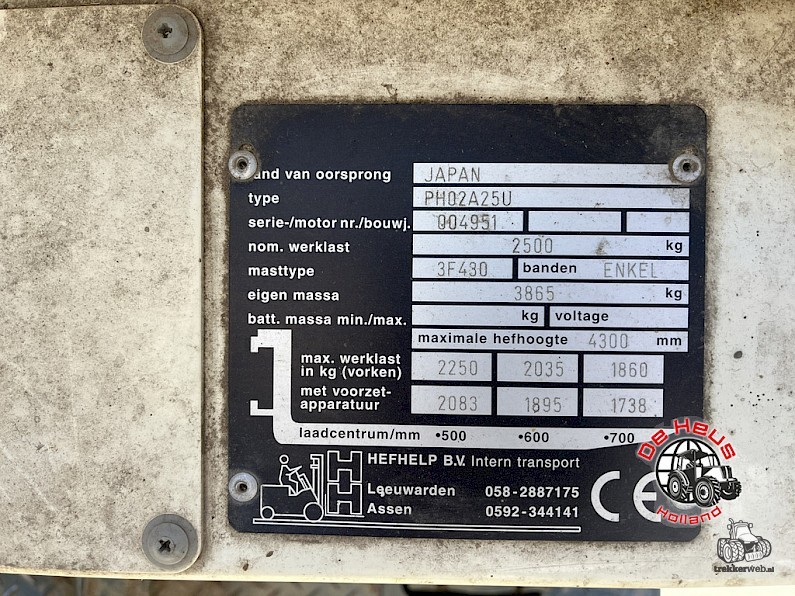 land van oorsprong JAPAN
type PH02A25U
serie-/motor nr./bouwj. 004951
nom. werklast 2500 kg
masttype 3F430 banden ENKEL
eigen massa 3865 kg
batt. massa min./max. kg voltage
maximale hefhoogte 4300 mm
max. werklast
in kg (vorken) 2250 2035 1860
met voorzet-
apparatuur 2083 1895 1738
laadcentrum/mm •500 •600 •700
HEFHELP B.V. Intern transport
Leeuwarden 058-2887175
Assen 0592-344141
CE
De Heus
Holland
trekkerweb.nl